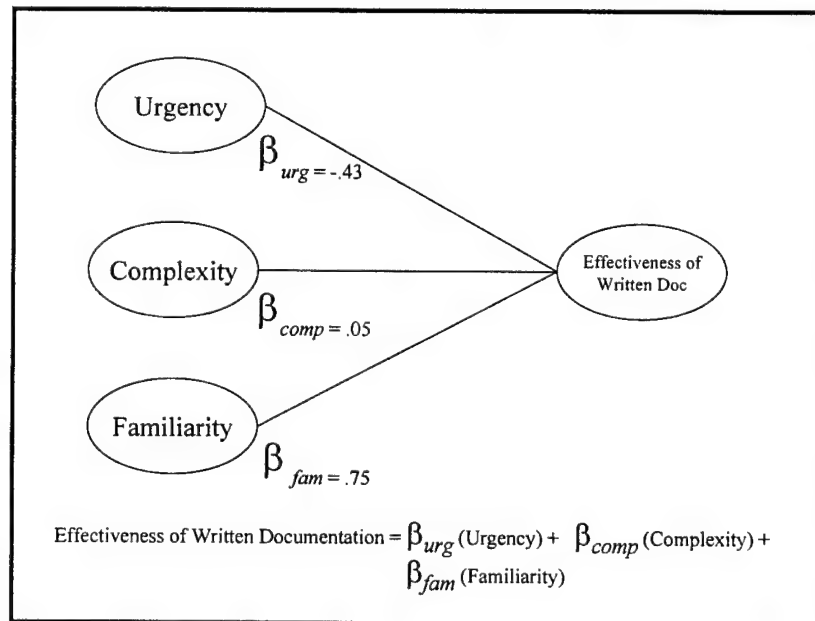 Urgency
β urg = -.43
Complexity
β comp = .05
Effectiveness of
Written Doc
Familiarity
β fam = .75
Effectiveness of Written Documentation = β urg (Urgency) + β comp (Complexity) +
β fam (Familiarity)